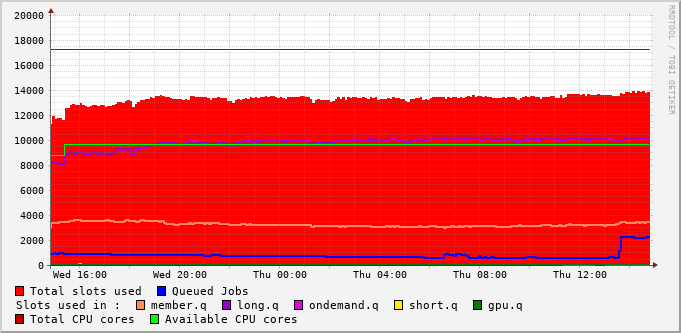 20000
18000
16000
14000
12000
10000
8000
6000
4000
2000
0
Wed 16:00 Wed 20:00 Thu 00:00 Thu 04:00 Thu 08:00 Thu 12:00
RRDTOOL / TOBI OETIKER
Total slots used Queued Jobs
Slots used in : member.q long.q ondemand.q short.q gpu.q
Total CPU cores Available CPU cores